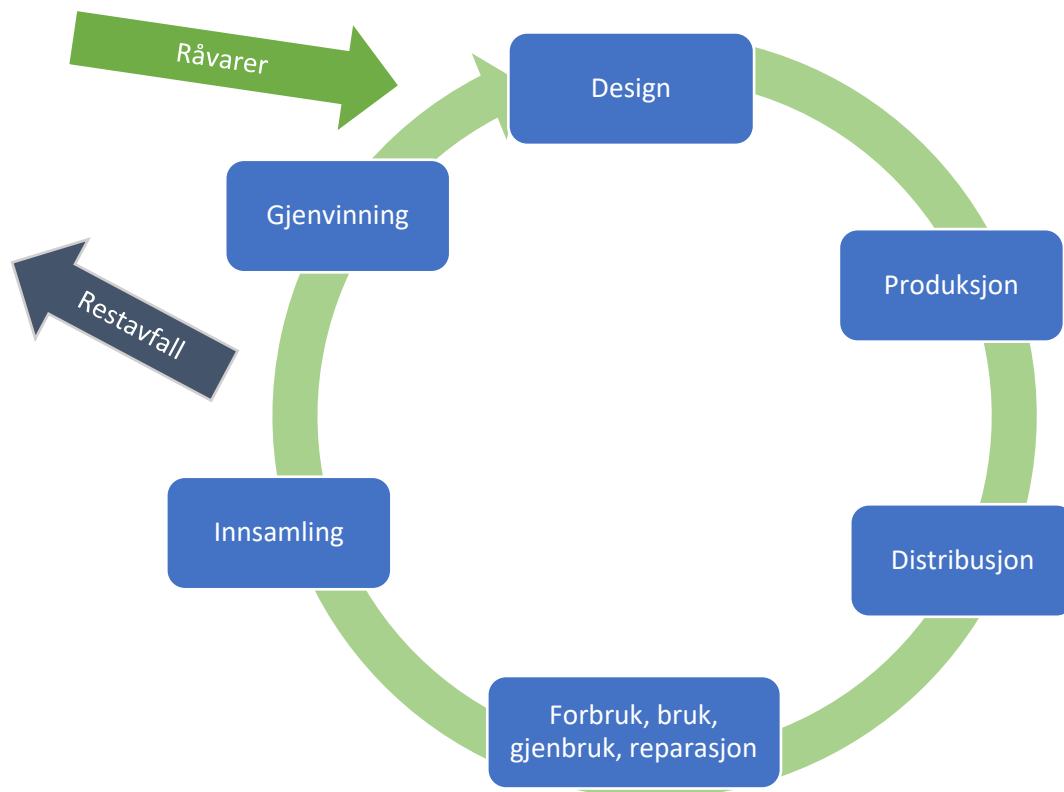 Råvarer
Design
Gjenvinning
Produksjon
Restavfall
Innsamling
Distribusjon
Forbruk, bruk,
gjenbruk, reparasjon